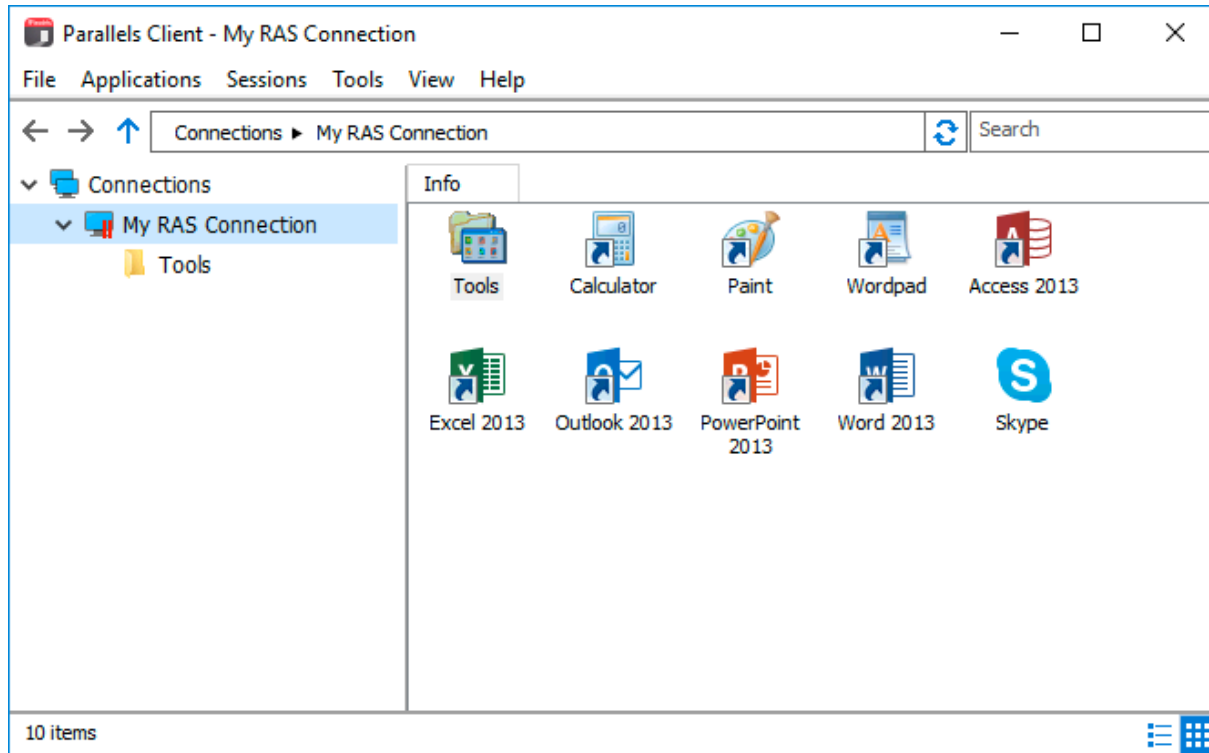 Parallels Client - My RAS Connection
File Applications Sessions Tools View Help
Connections ▸ My RAS Connection
Search
Connections
My RAS Connection
Tools
Info
Tools Calculator Paint Wordpad Access 2013
Excel 2013 Outlook 2013 PowerPoint 2013 Word 2013 Skype
10 items